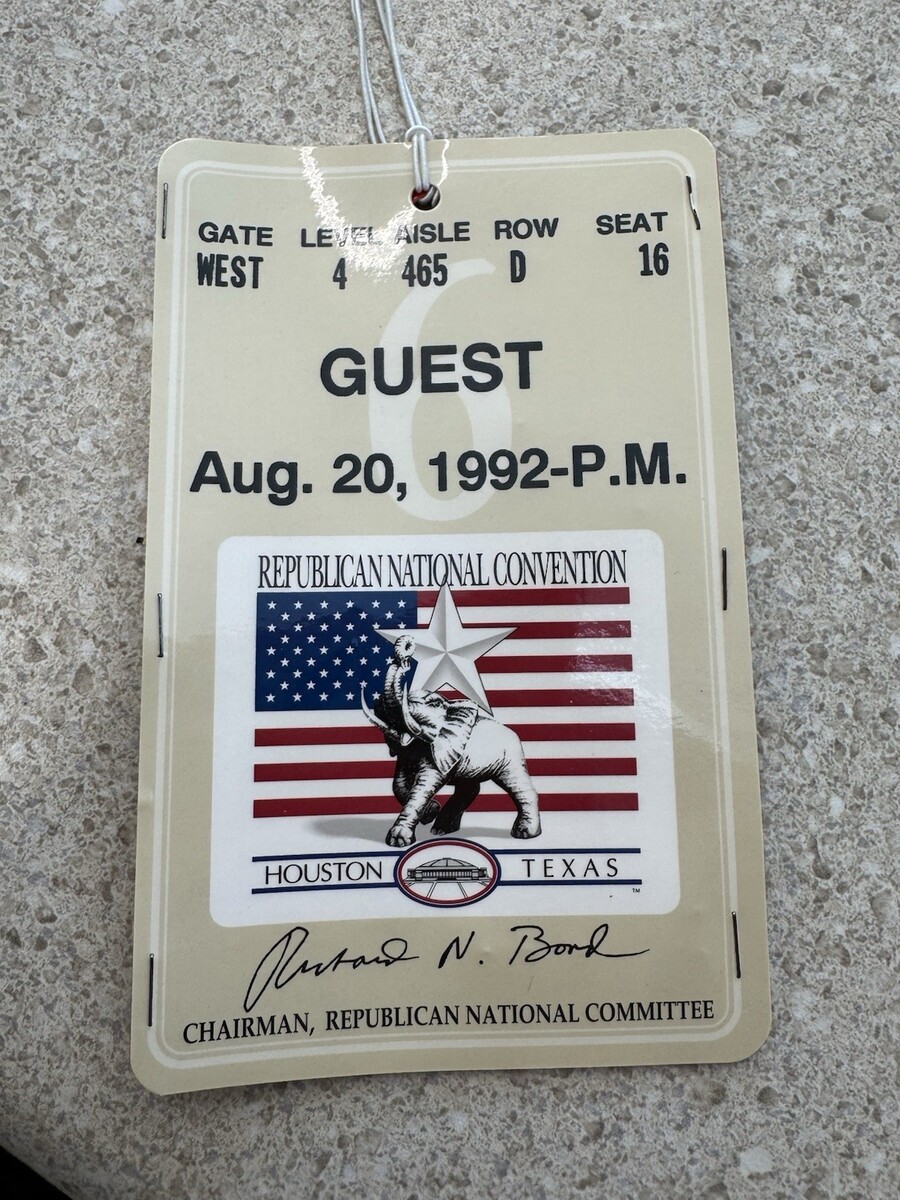 GATE LEVEL AISLE ROW SEAT
WEST 4 465 D 16
6
GUEST
Aug. 20, 1992-P.M.
REPUBLICAN NATIONAL CONVENTION
HOUSTON TEXAS
TM
Richard N. Bond
CHAIRMAN, REPUBLICAN NATIONAL COMMITTEE